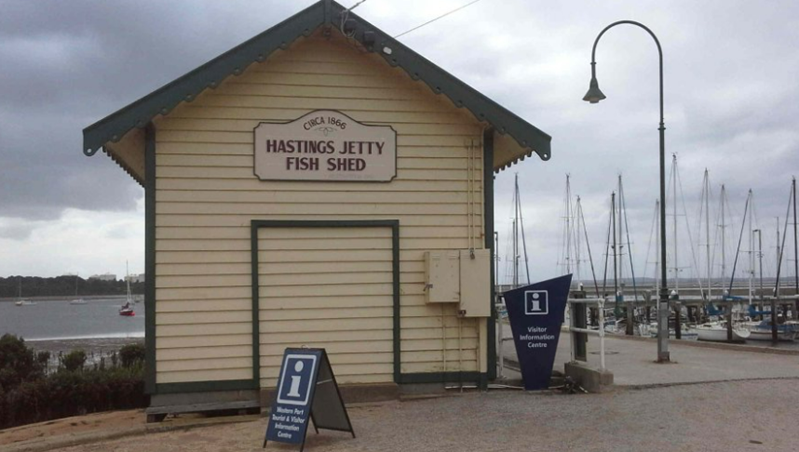 CIRCA 1866
HASTINGS JETTY
FISH SHED
i
Visitor
Information
Centre
i
Western Port
Tourist & Visitor
Information
Centre